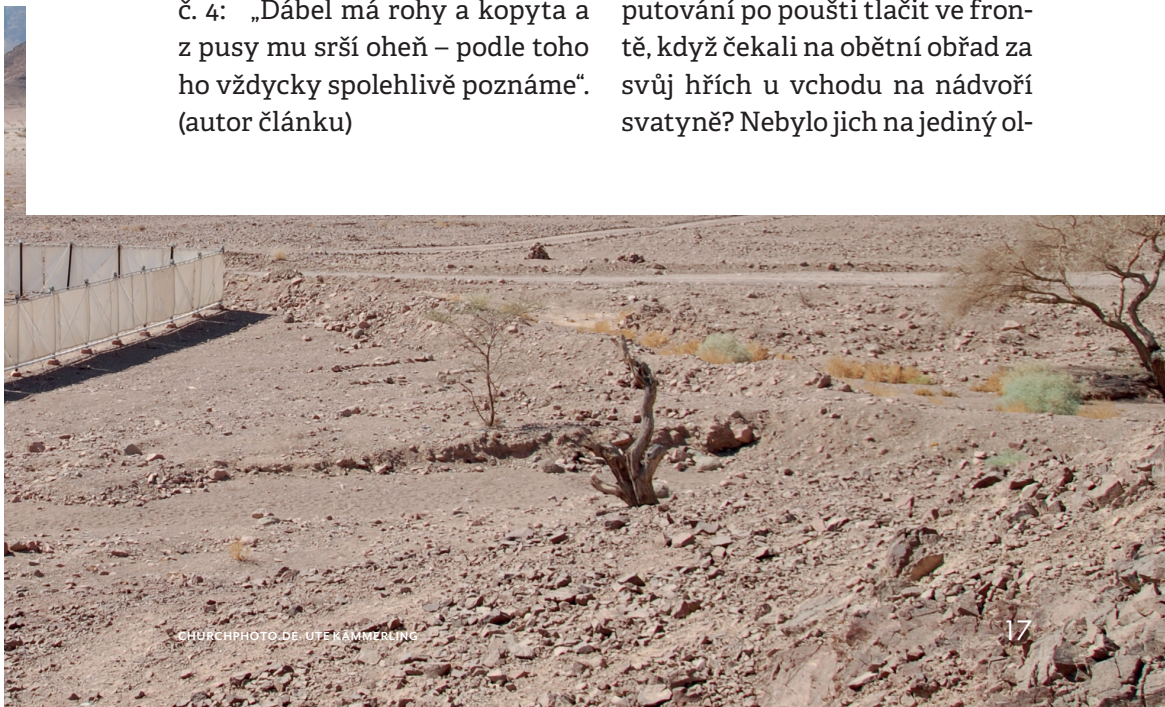 č. 4: „Ďábel má rohy a kopyta a
z pusy mu srší oheň – podle toho
ho vždycky spolehlivě poznáme“.
(autor článku)
putování po poušti tlačit ve fron-
tě, když čekali na obětní obřad za
svůj hřích u vchodu na nádvoří
svatyně? Nebylo jich na jediný ol-
CHURCHPHOTO.DE: UTE KÄMMERLING
17